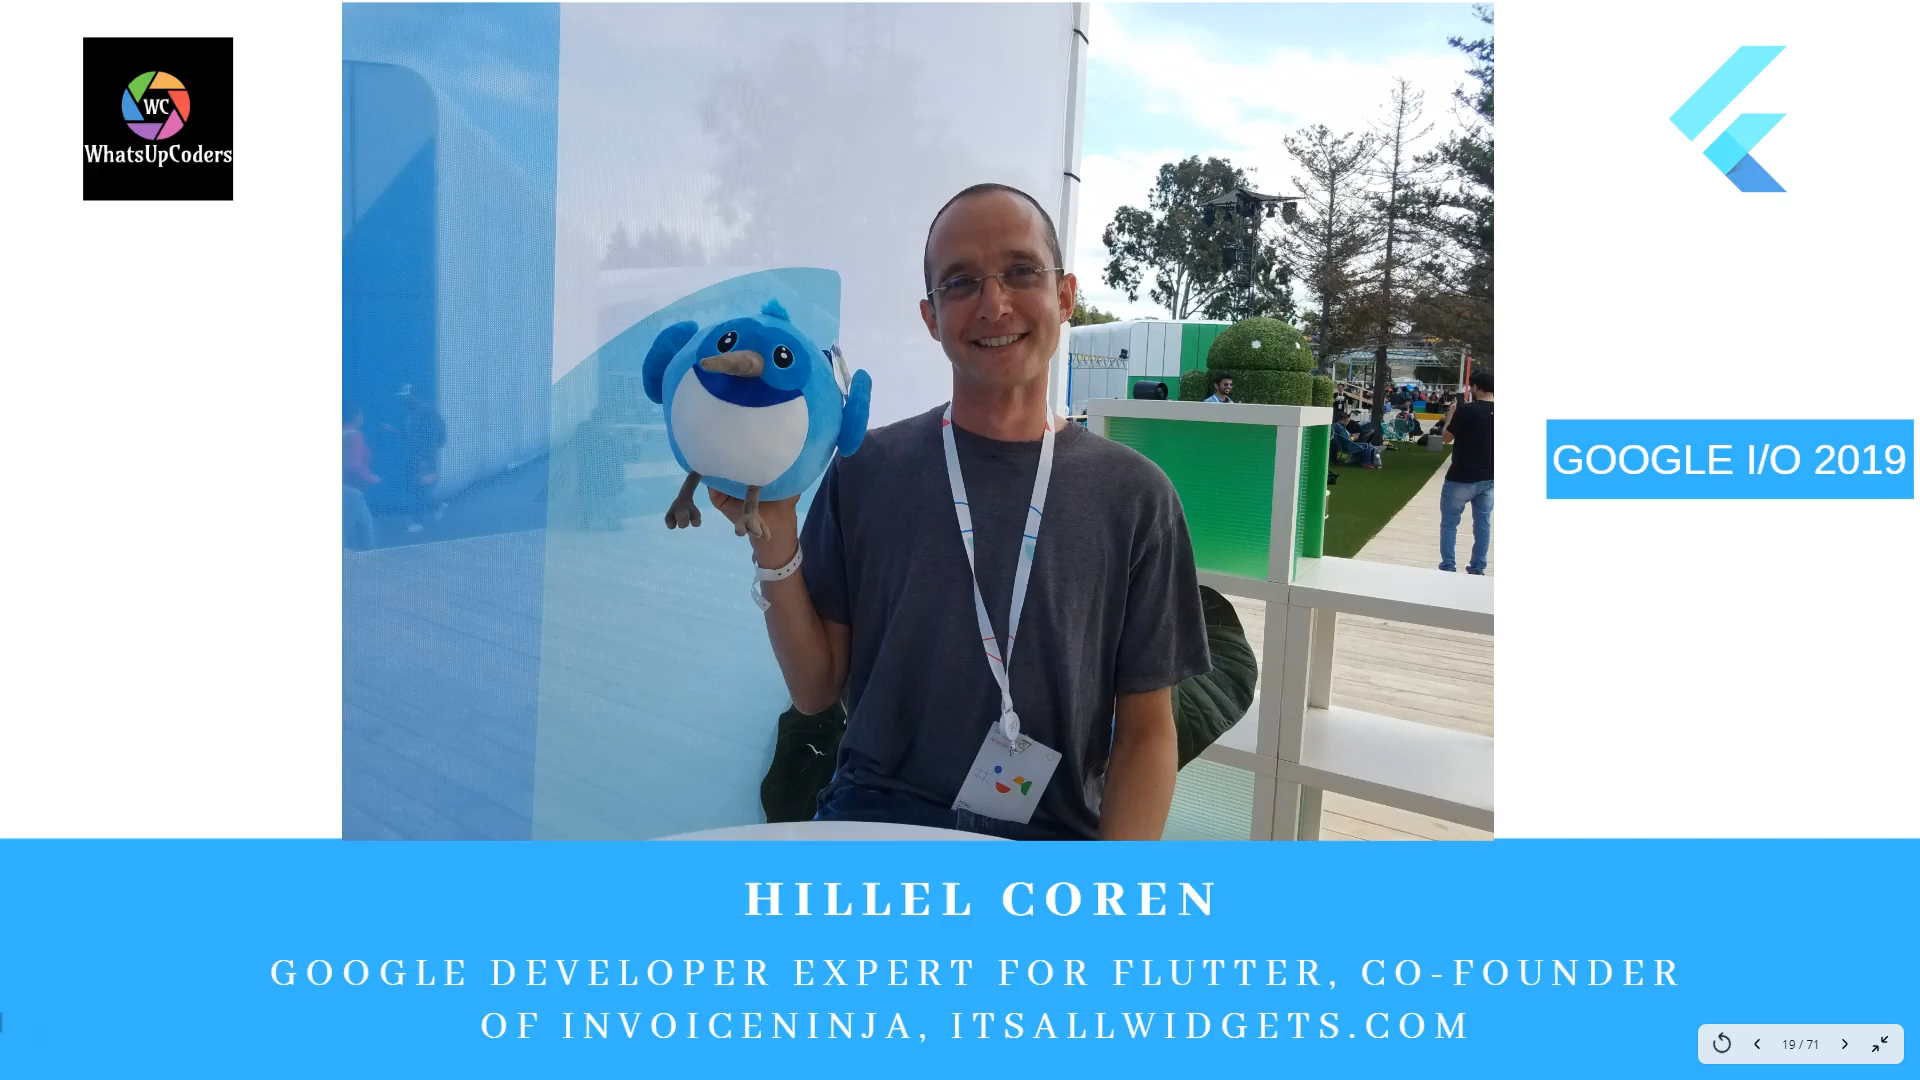 WC
WhatsUpCoders
GOOGLE I/O 2019
HILLEL COREN
GOOGLE DEVELOPER EXPERT FOR FLUTTER, CO-FOUNDER
OF INVOICENINJA, ITSALLWIDGETS.COM
19 / 71